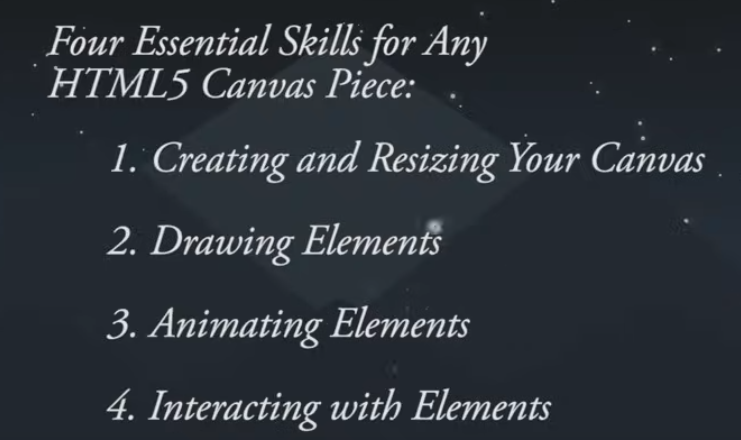 Four Essential Skills for Any
HTML5 Canvas Piece:
1. Creating and Resizing Your Canvas
2. Drawing Elements
3. Animating Elements
4. Interacting with Elements